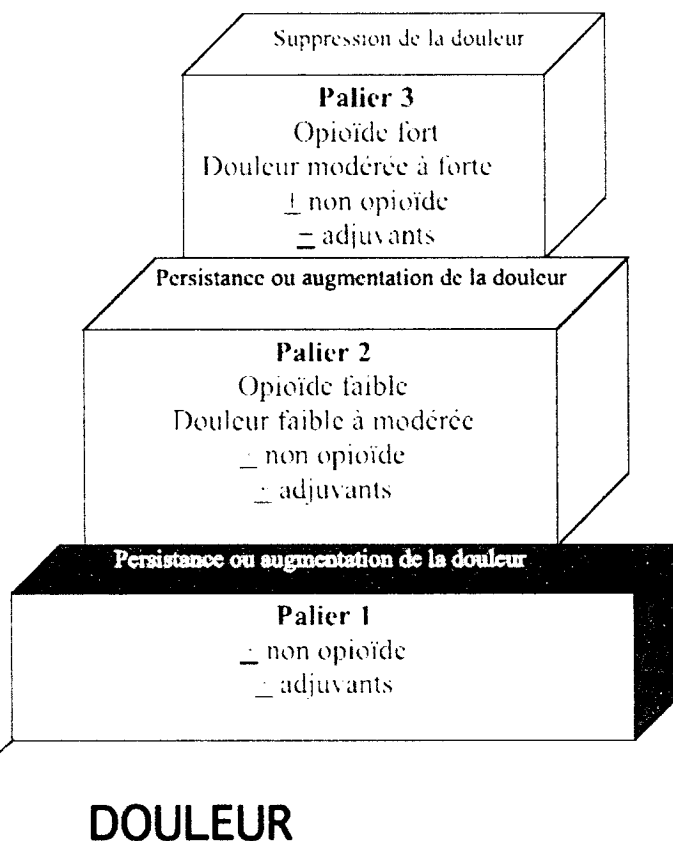 Suppression de la douleur
Palier 3
Opioïde fort
Douleur modérée à forte
± non opioïde
± adjuvants
Persistance ou augmentation de la douleur
Palier 2
Opioïde faible
Douleur faible à modérée
± non opioïde
± adjuvants
Persistance ou augmentation de la douleur
Palier 1
± non opioïde
± adjuvants
DOULEUR